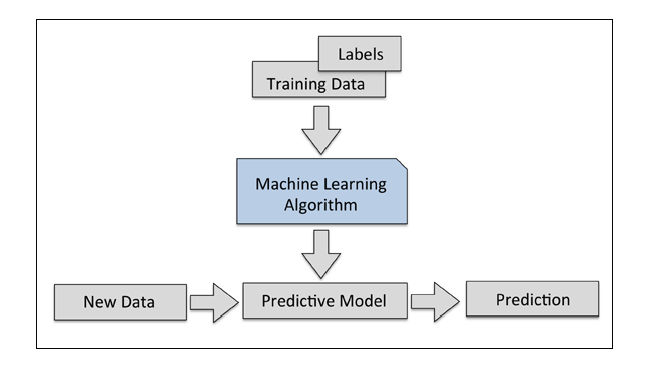 Labels
Training Data
Machine Learning
Algorithm
New Data
Predictive Model
Prediction